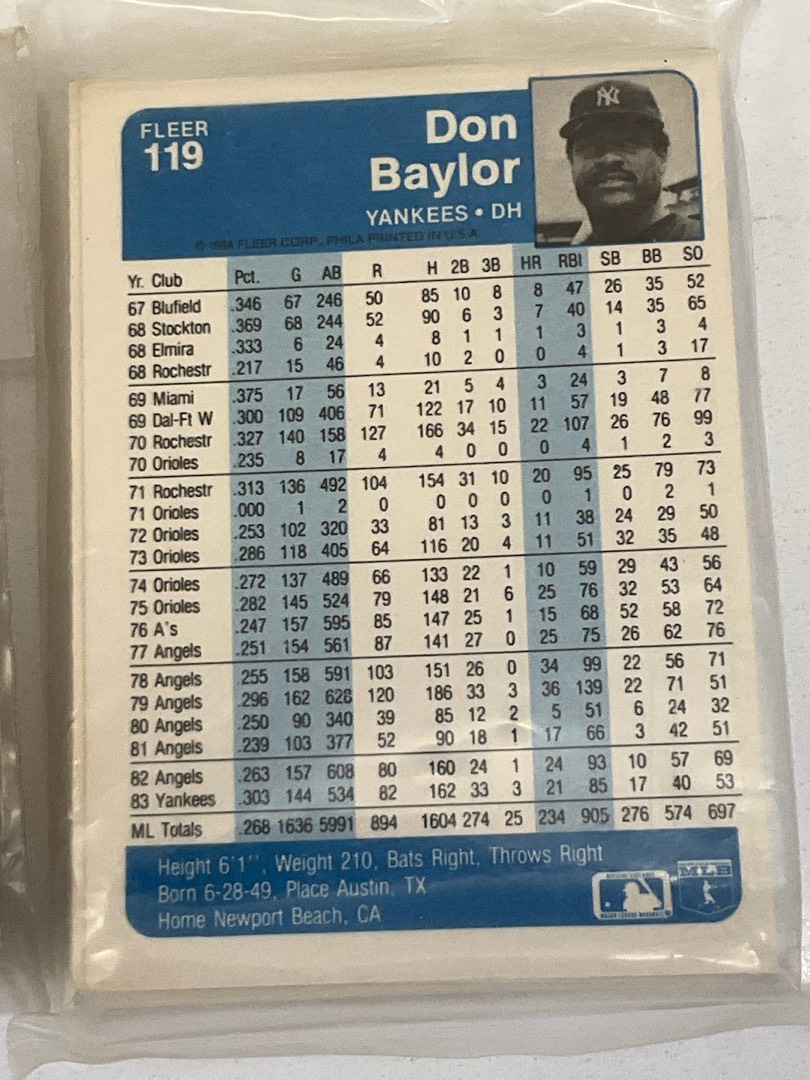 FLEER
119
Don
Baylor
YANKEES • DH
© 1984 FLEER CORP., PHILA PRINTED IN U.S.A.
Yr. Club Pct. G AB R H 2B 3B HR RBI SB BB SO
67 Blufield .346 67 246 50 85 10 8 8 47 26 35 52
68 Stockton .369 68 244 52 90 6 3 7 40 14 35 65
68 Elmira .333 6 24 4 8 1 1 1 3 1 3 4
68 Rochestr .217 15 46 4 10 2 0 0 4 1 3 17
69 Miami .375 17 56 13 21 5 4 3 24 3 7 8
69 Dal-Ft W .300 109 406 71 122 17 10 11 57 19 48 77
70 Rochestr .327 140 158 127 166 34 15 22 107 26 76 99
70 Orioles .235 8 17 4 4 0 0 0 4 1 2 3
71 Rochestr .313 136 492 104 154 31 10 20 95 25 79 73
71 Orioles .000 1 2 0 0 0 0 0 1 0 2 1
72 Orioles .253 102 320 33 81 13 3 11 38 24 29 50
73 Orioles .286 118 405 64 116 20 4 11 51 32 35 48
74 Orioles .272 137 489 66 133 22 1 10 59 29 43 56
75 Orioles .282 145 524 79 148 21 6 25 76 32 53 64
76 A's .247 157 595 85 147 25 1 15 68 52 58 72
77 Angels .251 154 561 87 141 27 0 25 75 26 62 76
78 Angels .255 158 591 103 151 26 0 34 99 22 56 71
79 Angels .296 162 628 120 186 33 3 36 139 22 71 51
80 Angels .250 90 340 39 85 12 2 5 51 6 24 32
81 Angels .239 103 377 52 90 18 1 17 66 3 42 51
82 Angels .263 157 608 80 160 24 1 24 93 10 57 69
83 Yankees .303 144 534 82 162 33 3 21 85 17 40 53
ML Totals .268 1636 5991 894 1604 274 25 234 905 276 574 697
Height 6'1", Weight 210, Bats Right, Throws Right
Born 6-28-49, Place Austin, TX
Home Newport Beach, CA
MLB